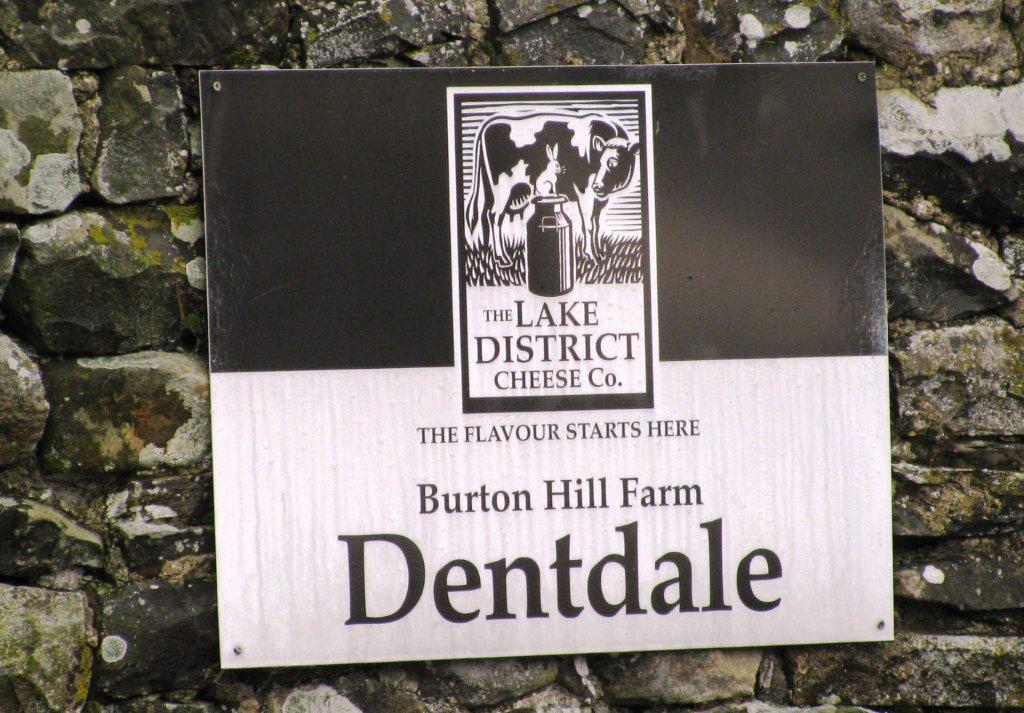 THE LAKE
DISTRICT
CHEESE Co.
THE FLAVOUR STARTS HERE
Burton Hill Farm
Dentdale